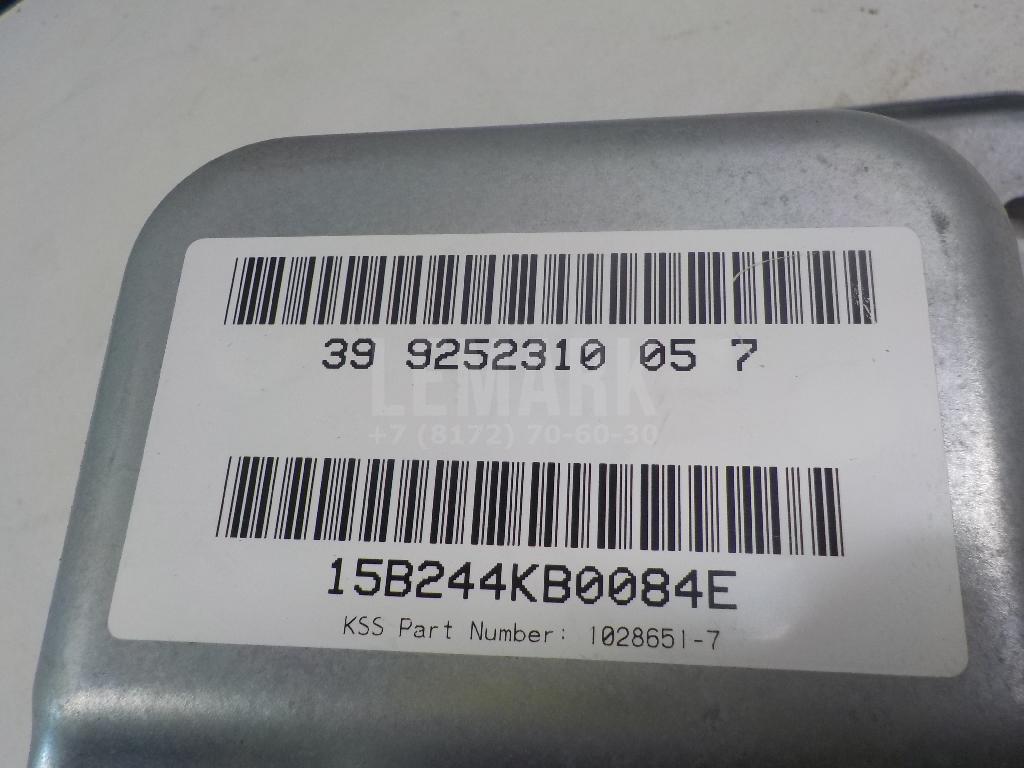 39 9252310 05 7
LEMARK
+7 (8172) 70-60-30
15B244KB0084E
KSS Part Number: 1028651-7